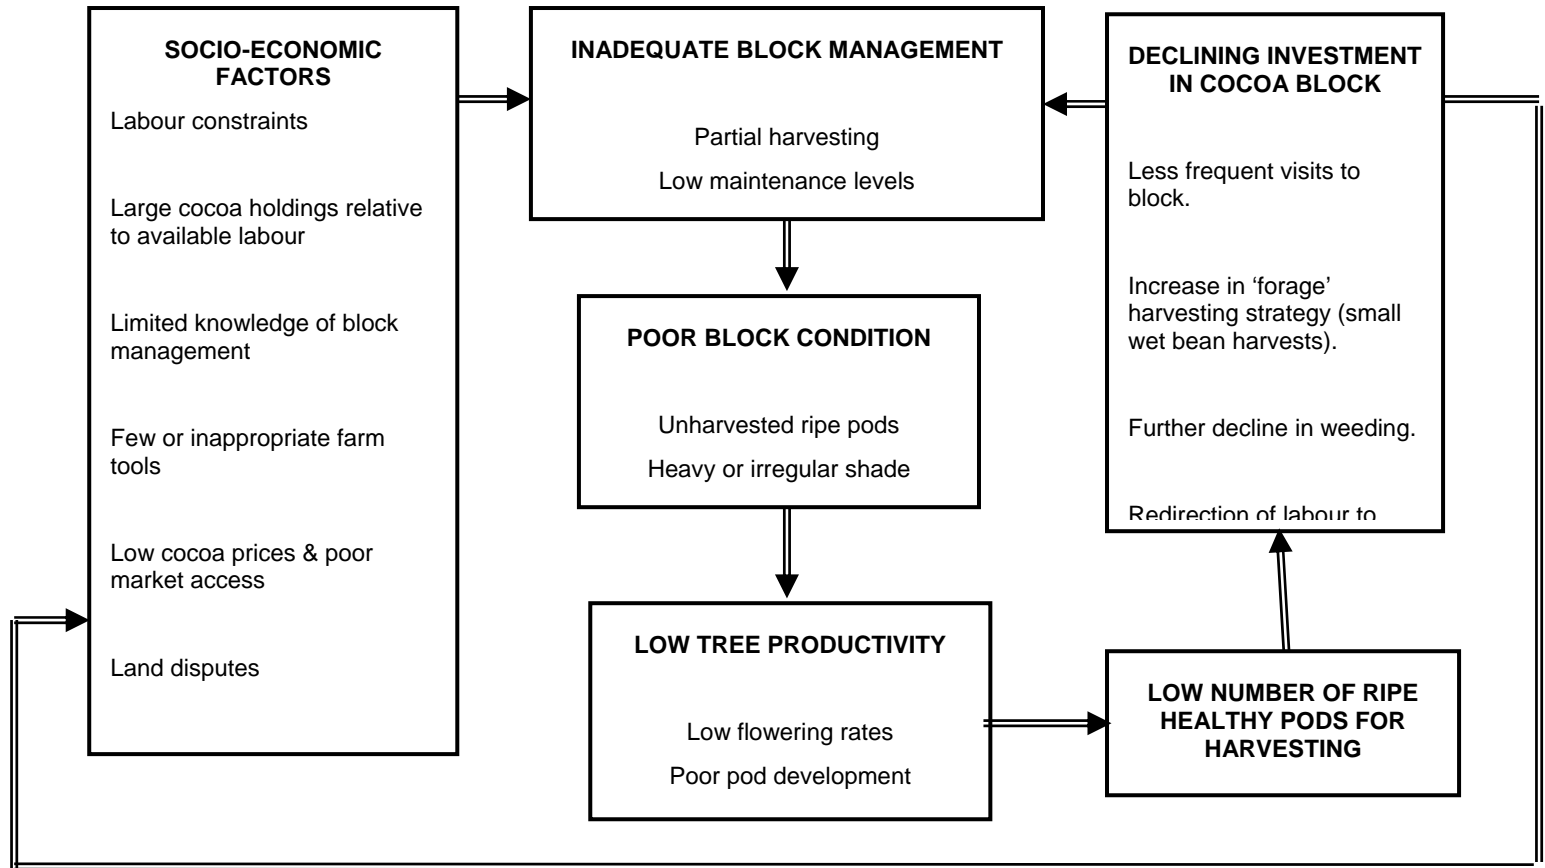 SOCIO-ECONOMIC
FACTORS
Labour constraints
Large cocoa holdings relative
to available labour
Limited knowledge of block
management
Few or inappropriate farm
tools
Low cocoa prices & poor
market access
Land disputes
INADEQUATE BLOCK MANAGEMENT
Partial harvesting
Low maintenance levels
POOR BLOCK CONDITION
Unharvested ripe pods
Heavy or irregular shade
LOW TREE PRODUCTIVITY
Low flowering rates
Poor pod development
LOW NUMBER OF RIPE
HEALTHY PODS FOR
HARVESTING
DECLINING INVESTMENT
IN COCOA BLOCK
Less frequent visits to
block.
Increase in ‘forage’
harvesting strategy (small
wet bean harvests).
Further decline in weeding.
Redirection of labour to